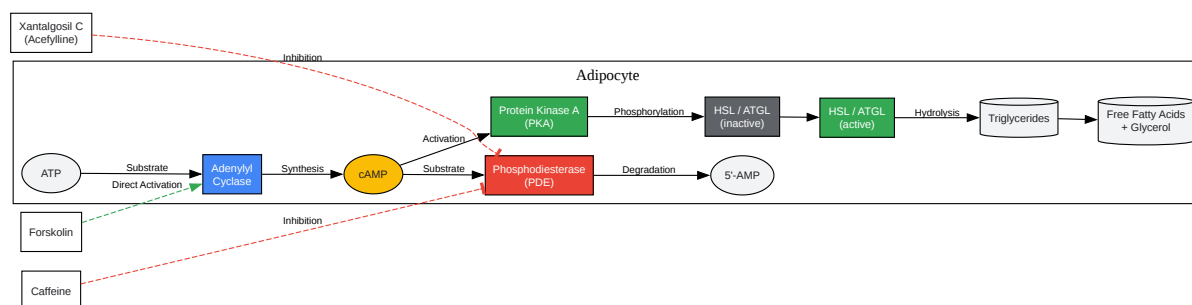 Xantalgosil C
(Acefylline)
Inhibition
Adipocyte
Protein Kinase A
(PKA)
Phosphorylation
HSL / ATGL
(inactive)
HSL / ATGL
(active)
Hydrolysis
Triglycerides
Free Fatty Acids
+ Glycerol
Activation
ATP
Substrate
Direct Activation
Adenylyl
Cyclase
Synthesis
cAMP
Substrate
Phosphodiesterase
(PDE)
Degradation
5'-AMP
Inhibition
Forskolin
Caffeine